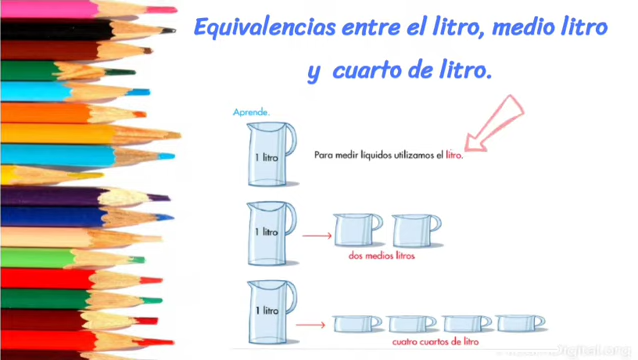 Equivalencias entre el litro, medio litro
y cuarto de litro.
Aprende.
1 litro
Para medir líquidos utilizamos el litro.
1 litro
dos medios litros
1 litro
cuatro cuartos de litro